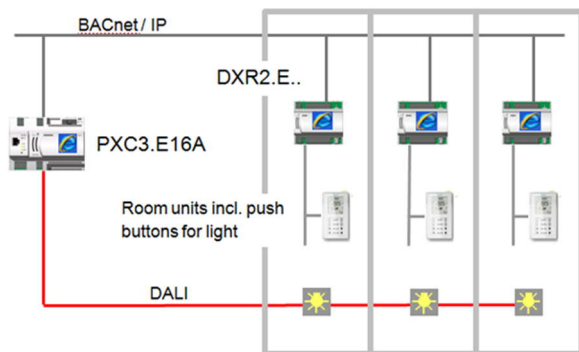 BACnet / IP
DXR2.E..
PXC3.E16A
Room units incl. push
buttons for light
DALI